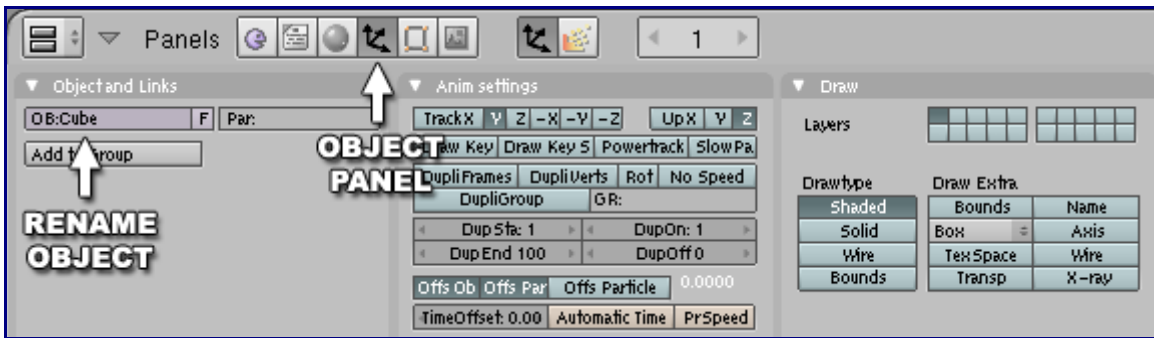 Panels 1
Object and Links
OB:Cube F Par:
Add to Group
RENAME
OBJECT
OBJECT
PANEL
Anim settings
TrackX Y Z -X -Y -Z UpX Y Z
Draw Key Draw Key S Powertrack SlowPa
DupliFrames DupliVerts Rot No Speed
DupliGroup GR:
DupSta: 1 DupOn: 1
DupEnd 100 DupOff 0
Offs Ob Offs Par Offs Particle 0.0000
TimeOffset: 0.00 Automatic Time PrSpeed
Draw
Layers
Drawtype Draw Extra
Shaded Bounds Name
Solid Box Axis
Wire TexSpace Wire
Bounds Transp X-ray